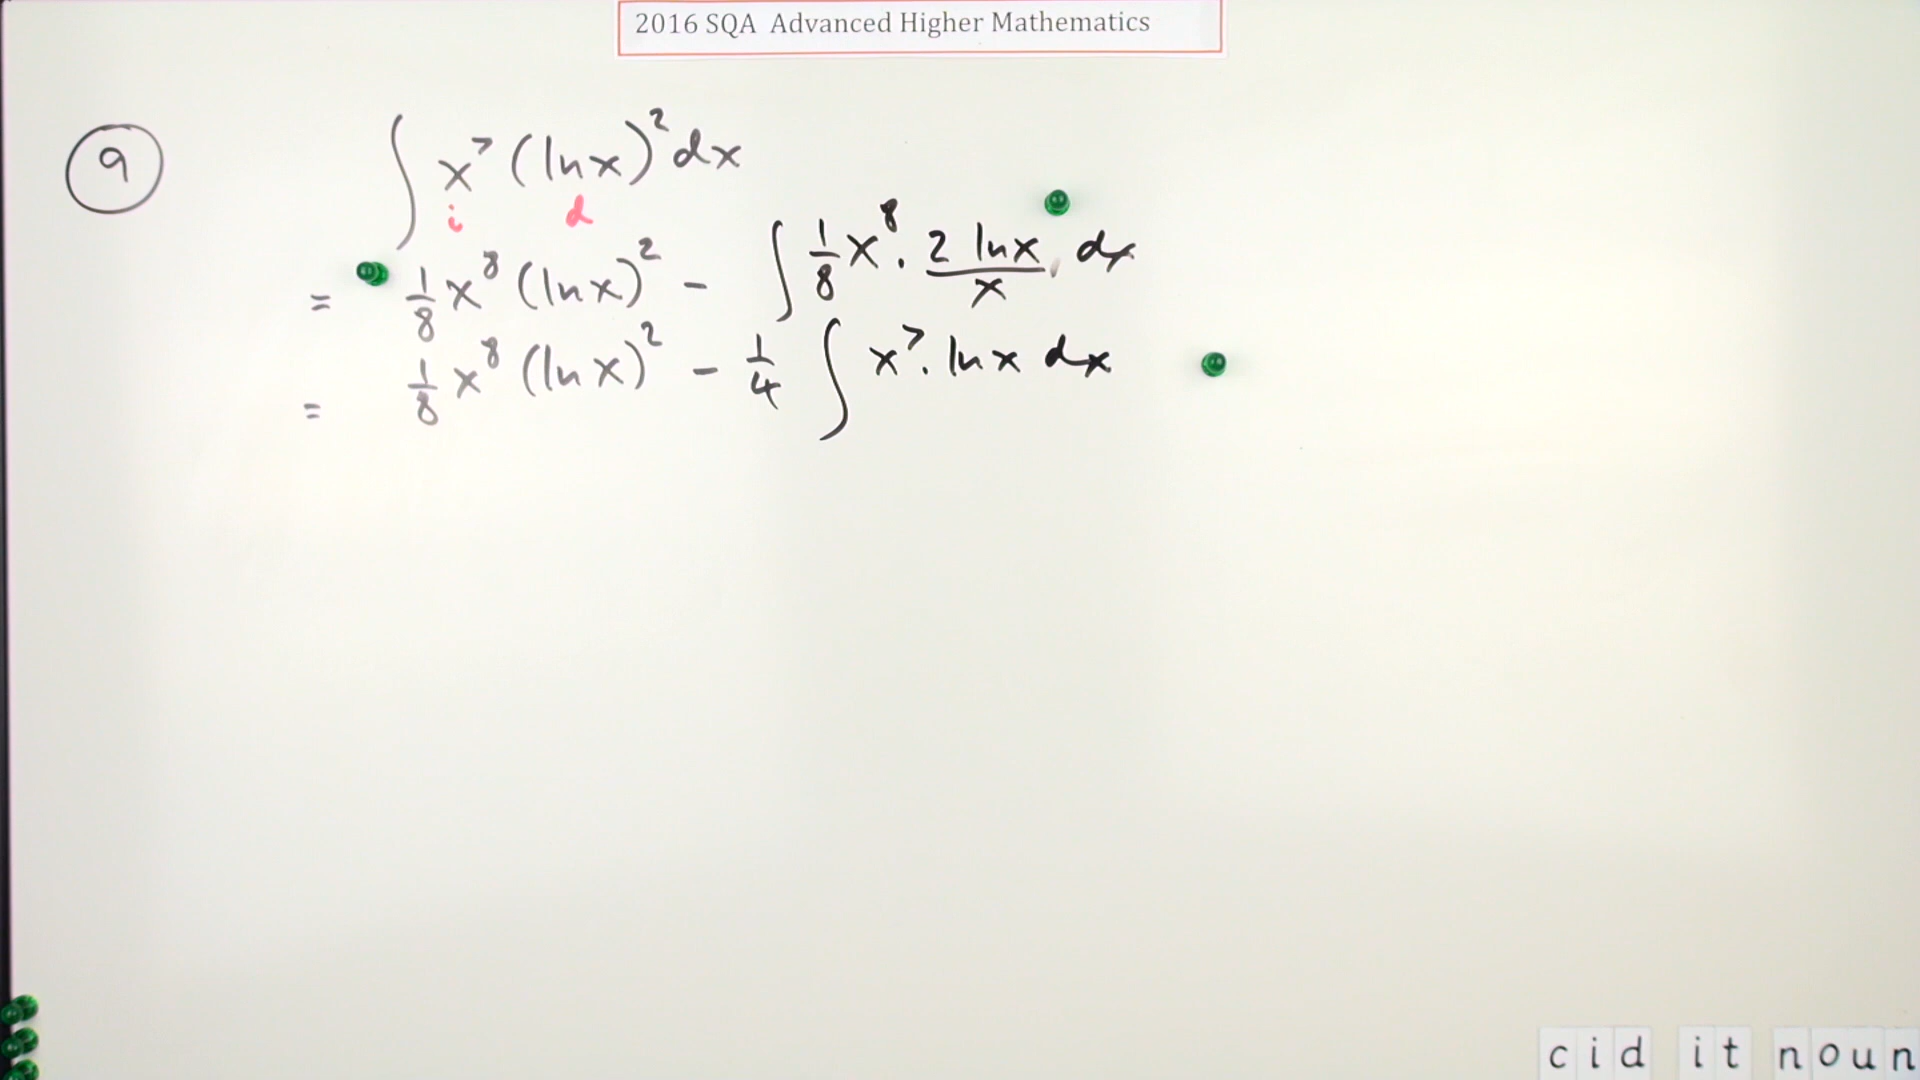 2016 SQA Advanced Higher Mathematics
9 ∫ x⁷ (ln x)² dx
i d
= 1/8 x⁸ (ln x)² - ∫ 1/8 x⁸ . 2 ln x / x . dx
= 1/8 x⁸ (ln x)² - 1/4 ∫ x⁷ . ln x dx
cid it noun